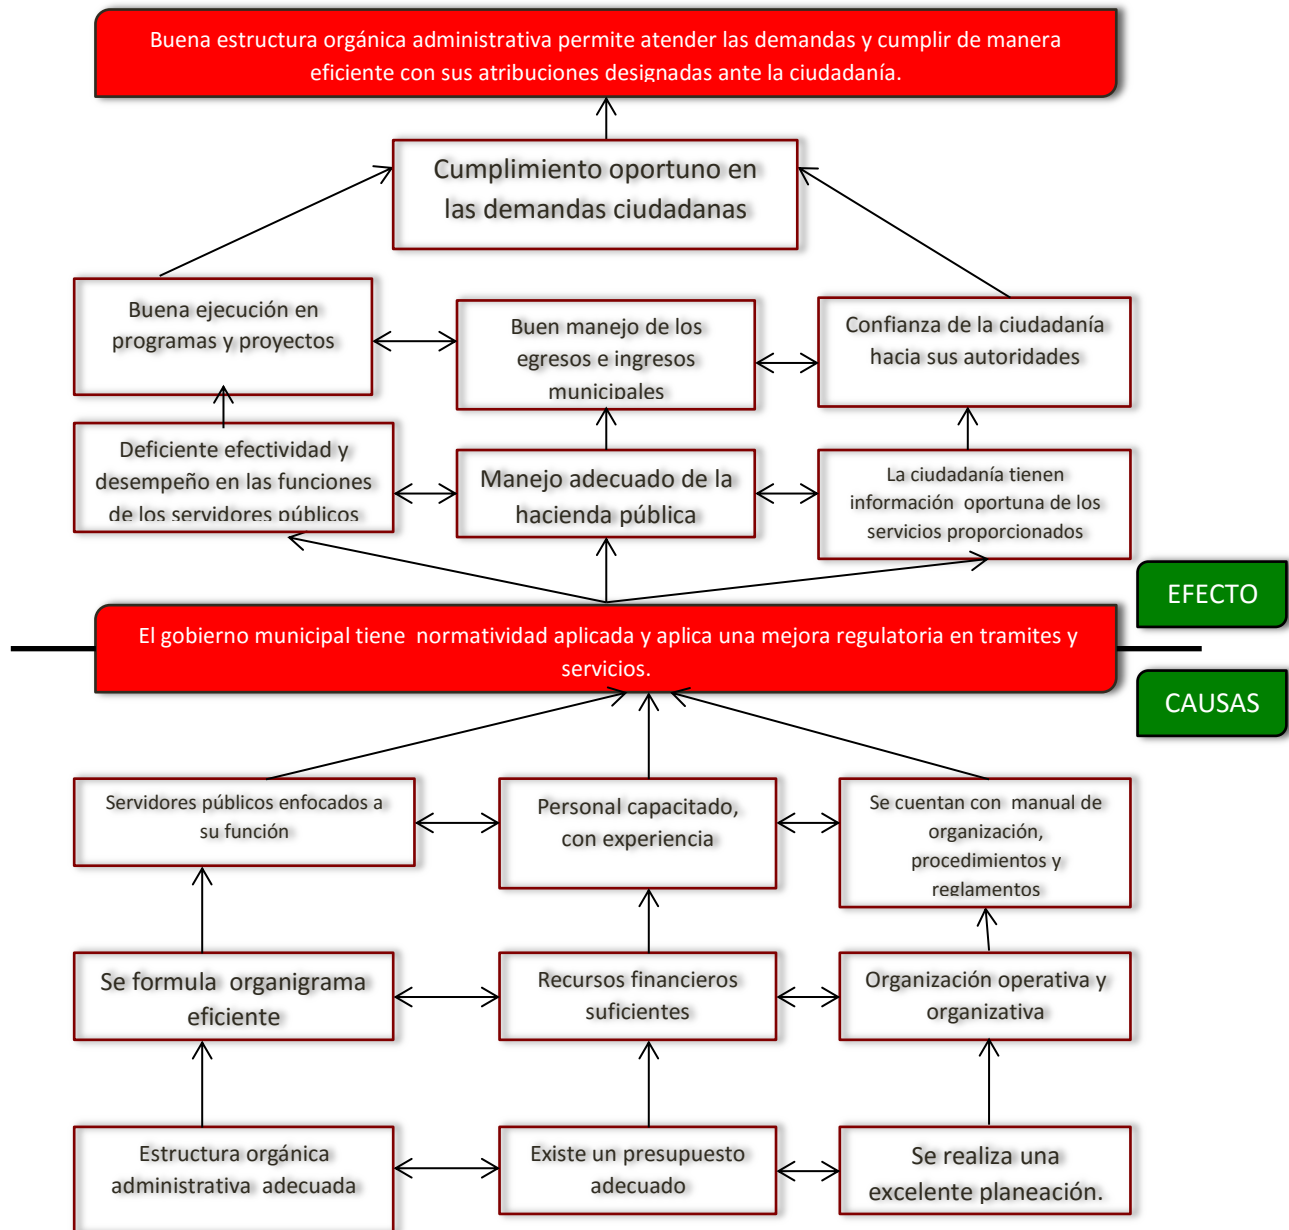 Buena estructura orgánica administrativa permite atender las demandas y cumplir de manera
eficiente con sus atribuciones designadas ante la ciudadanía.
Cumplimiento oportuno en
las demandas ciudadanas
Buena ejecución en
programas y proyectos
Buen manejo de los
egresos e ingresos
municipales
Confianza de la ciudadanía
hacia sus autoridades
Deficiente efectividad y
desempeño en las funciones
de los servidores públicos
Manejo adecuado de la
hacienda pública
La ciudadanía tienen
información oportuna de los
servicios proporcionados
EFECTO
El gobierno municipal tiene normatividad aplicada y aplica una mejora regulatoria en tramites y
servicios.
CAUSAS
Servidores públicos enfocados a
su función
Personal capacitado,
con experiencia
Se cuentan con manual de
organización,
procedimientos y
reglamentos
Se formula organigrama
eficiente
Recursos financieros
suficientes
Organización operativa y
organizativa
Estructura orgánica
administrativa adecuada
Existe un presupuesto
adecuado
Se realiza una
excelente planeación.